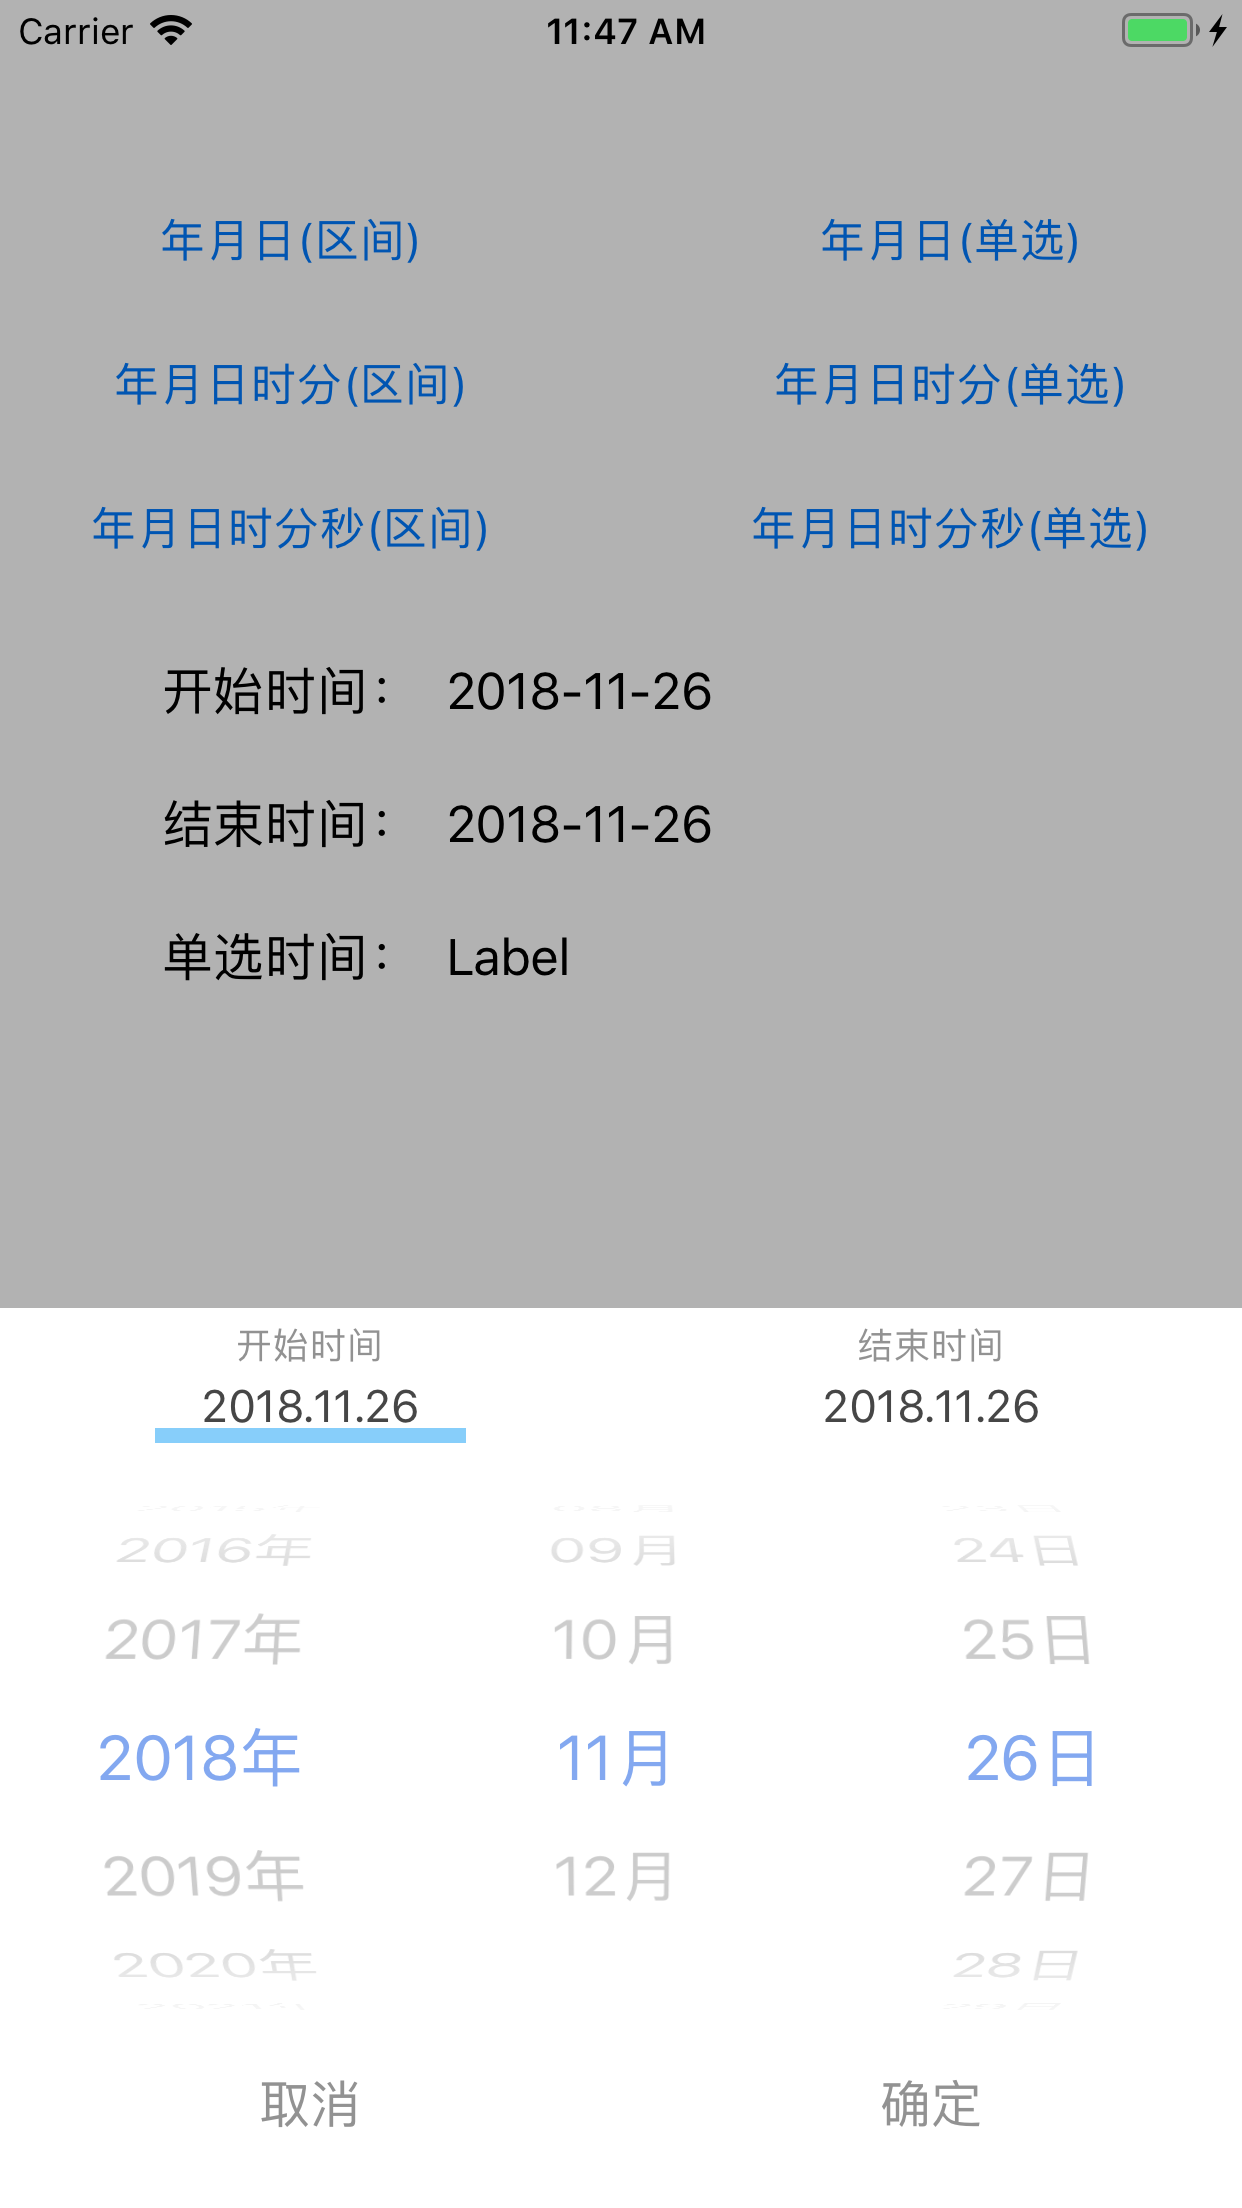 Carrier 11:47 AM
年月日(区间) 年月日(单选)
年月日时分(区间) 年月日时分(单选)
年月日时分秒(区间) 年月日时分秒(单选)
开始时间： 2018-11-26
结束时间： 2018-11-26
单选时间： Label
开始时间 结束时间
2018.11.26 2018.11.26
2016年 09月 24日
2017年 10月 25日
2018年 11月 26日
2019年 12月 27日
2020年 28日
取消 确定